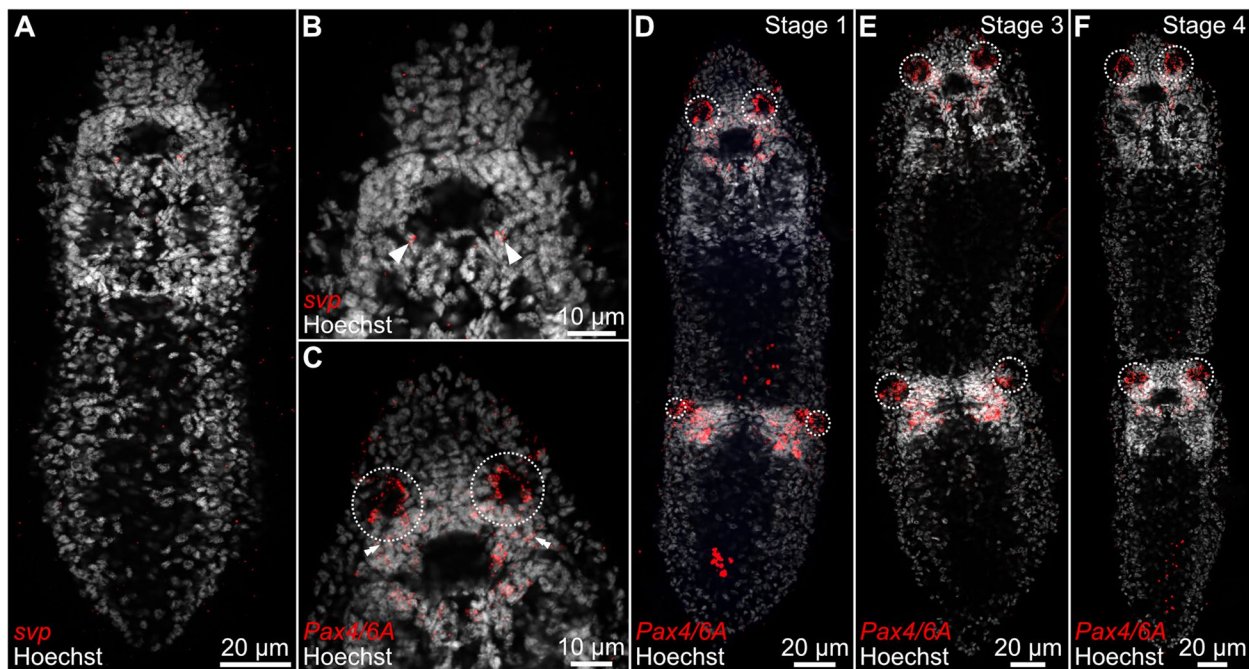 A
svp
Hoechst
20 µm
B
svp
Hoechst
10 µm
C
Pax4/6A
Hoechst
10 µm
D
Stage 1
Pax4/6A
Hoechst
20 µm
E
Stage 3
Pax4/6A
Hoechst
20 µm
F
Stage 4
Pax4/6A
Hoechst
20 µm